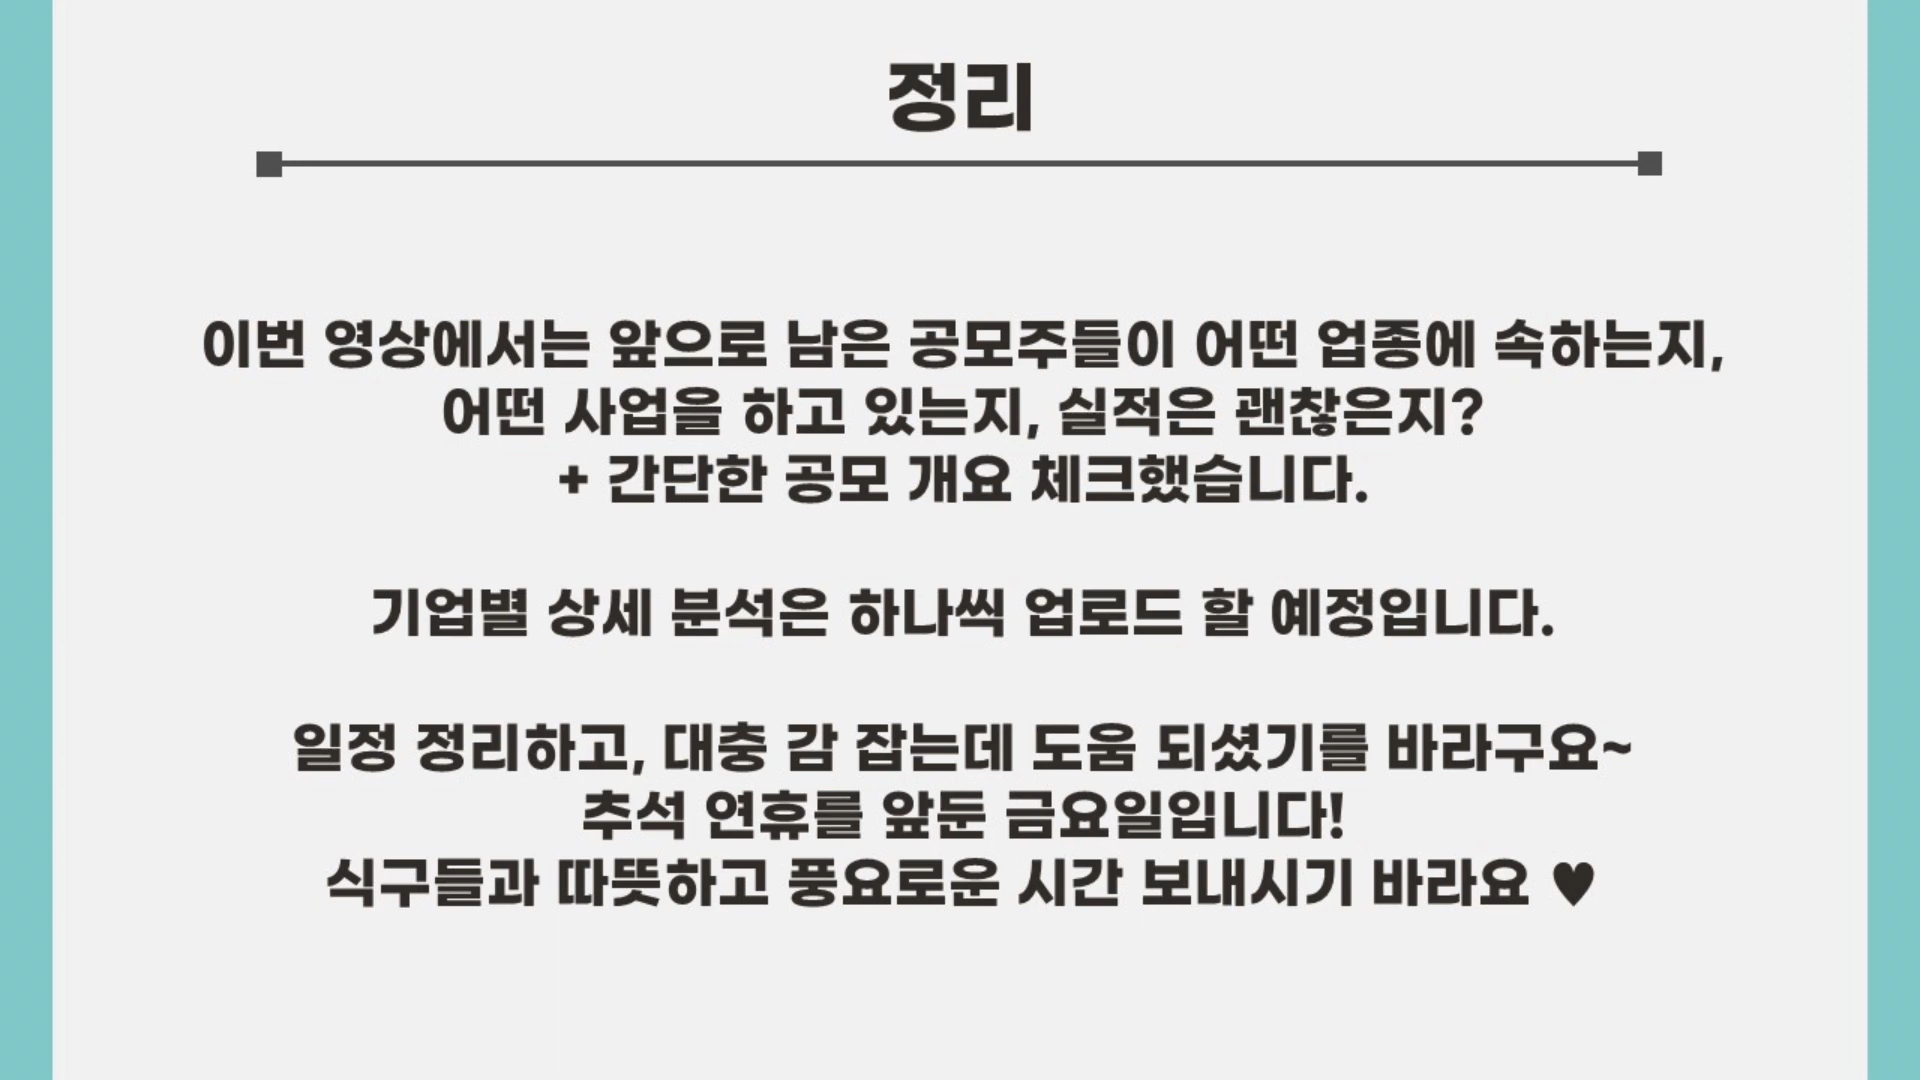 정리
이번 영상에서는 앞으로 남은 공모주들이 어떤 업종에 속하는지,
어떤 사업을 하고 있는지, 실적은 괜찮은지?
+ 간단한 공모 개요 체크했습니다.
기업별 상세 분석은 하나씩 업로드 할 예정입니다.
일정 정리하고, 대충 감 잡는데 도움 되셨기를 바라구요~
추석 연휴를 앞둔 금요일입니다!
식구들과 따뜻하고 풍요로운 시간 보내시기 바라요 ♥